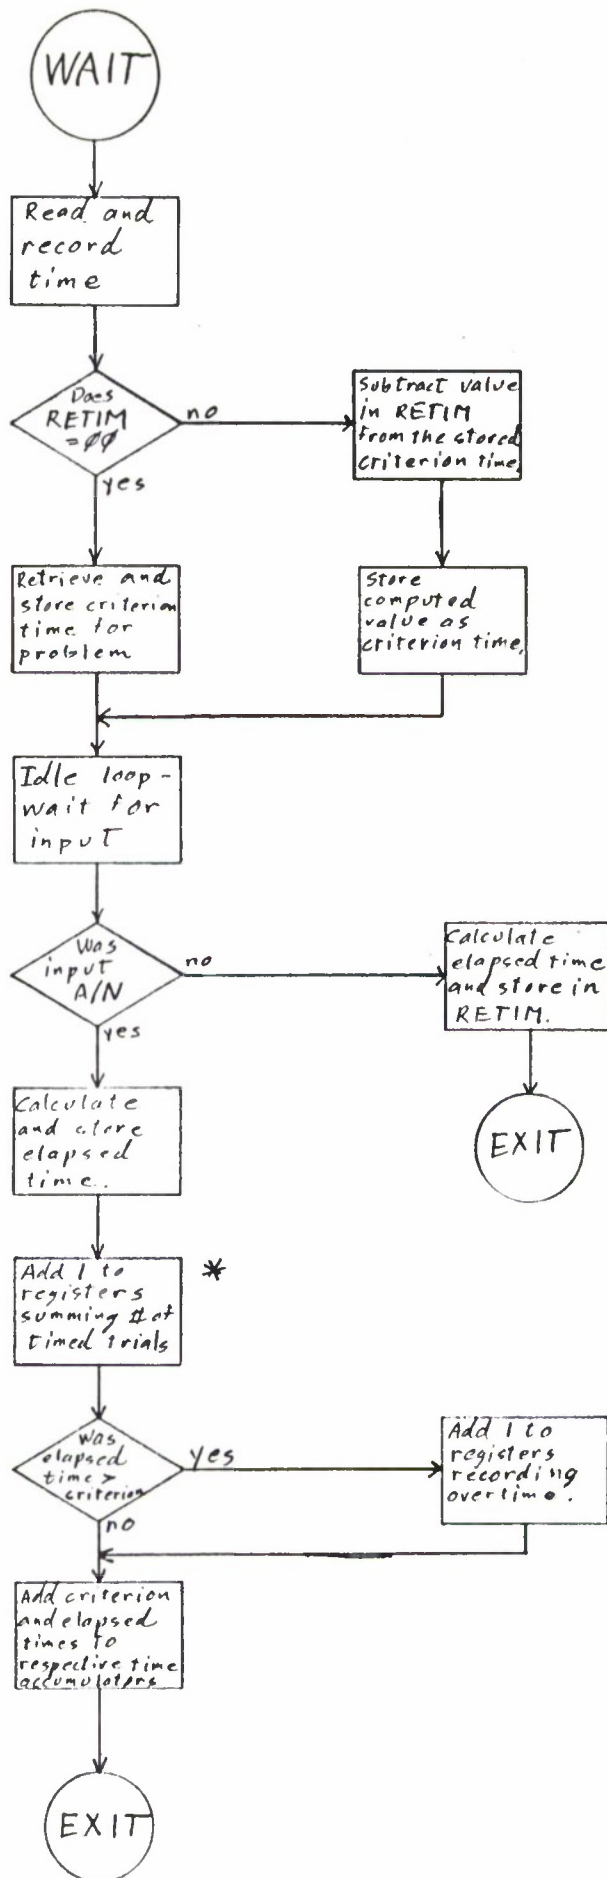 WAIT
Read and
record
time
Does
RETIM
=ØØ
no
yes
Subtract value
in RETIM
from the stored
criterion time.
Retrieve and
store criterion
time for
problem
Store
computed
value as
criterion time.
Idle loop-
wait for
input
Was
input
A/N
no
yes
Calculate
elapsed time
and store in
RETIM.
EXIT
Calculate
and store
elapsed
time.
Add 1 to
registers
summing # of
timed trials
*
Was
elapsed
time >
criterion
yes
no
Add 1 to
registers
recording
overtime.
Add criterion
and elapsed
times to
respective time
accumulators
EXIT